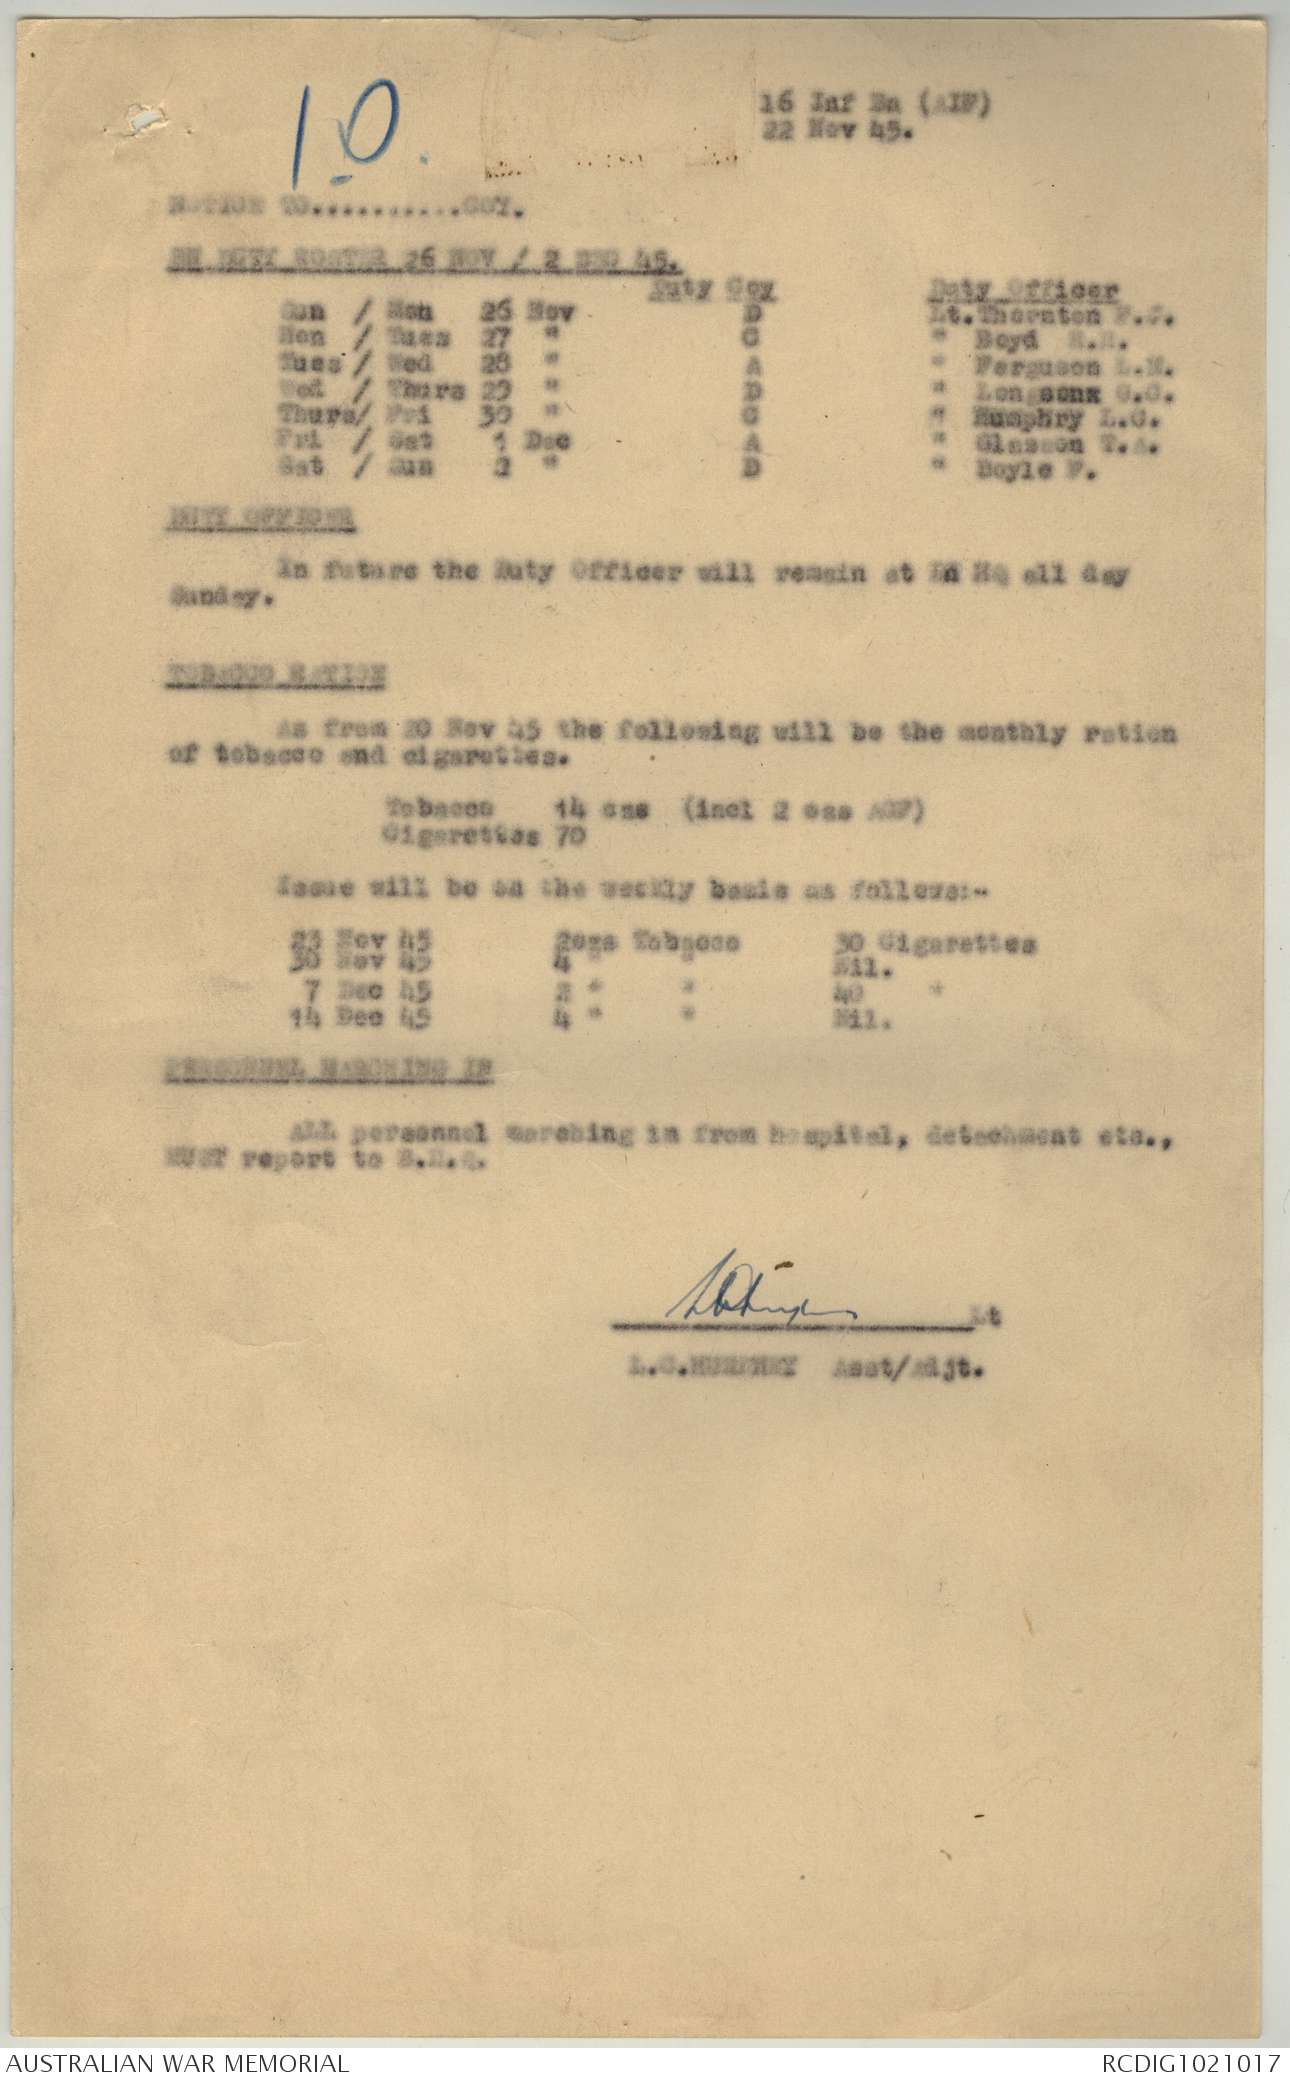 10.
16 Inf Bn (AIF)
22 Nov 45.
NOTICE TO...........COY.
BN DUTY ROSTER 26 NOV / 2 DEC 45.
Duty Coy Duty Officer
Sun / Mon 26 Nov D Lt. Thornton F.J.
Mon / Tues 27 " C " Boyd
Tues / Wed 28 " A " Ferguson L.N.
Wed / Thurs 29 " D " G.C.
Thurs/ Fri 30 " C " Humphry L.C.
Fri / Sat 1 Dec A " Glasson T.A.
Sat / Sun 2 " D " Boyle F.
DUTY OFFICER
In future the Duty Officer will remain at Bn HQ all day
Sunday.
TOBACCO RATION
As from 20 Nov 45 the following will be the monthly ration
of tobacco and cigarettes.
Tobacco 14 ozs (incl 2 ozs ACF)
Cigarettes 70
Issue will be on the weekly basis as follows:-
23 Nov 45 2ozs Tobacco 30 Cigarettes
30 Nov 45 4 " " Nil.
7 Dec 45 2 " " 40 "
14 Dec 45 4 " " Nil.
PERSONNEL MARCHING IN
ALL personnel marching in from hospital, detachment etc.,
MUST report to B.H.Q.
Lt
L.C.HUMPHRY Asst/Adjt.
AUSTRALIAN WAR MEMORIAL RCDIG1021017